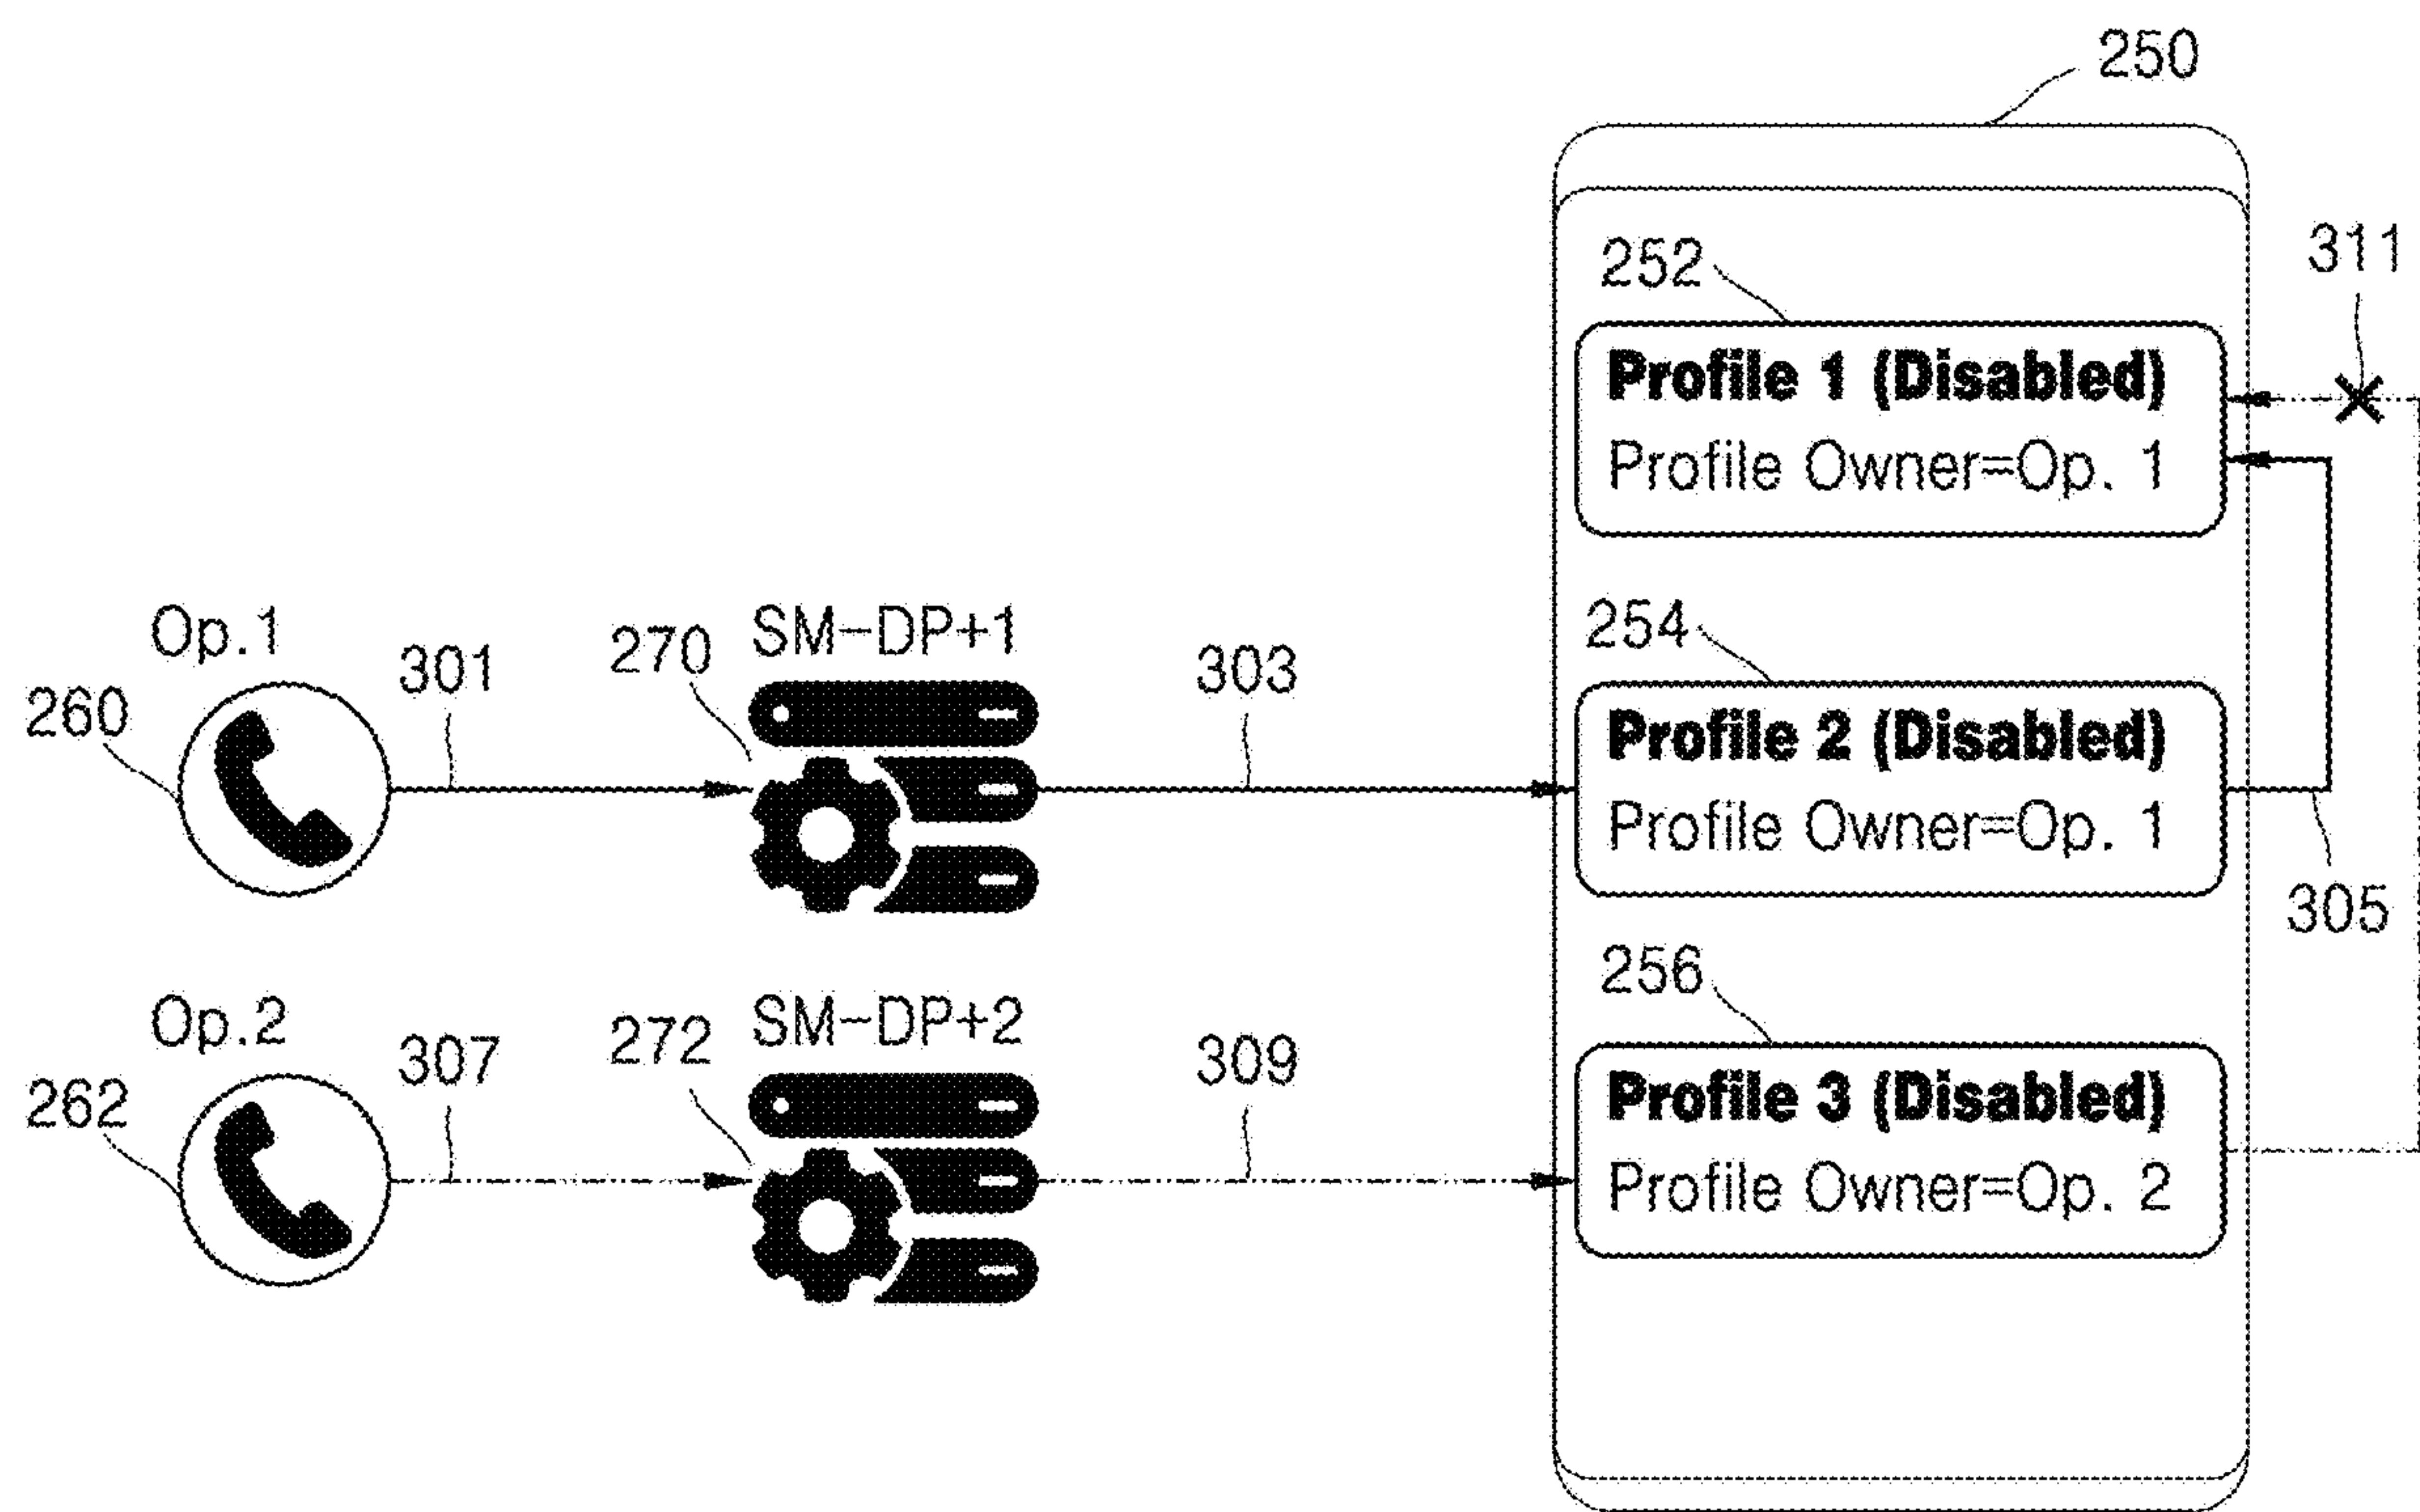 250
252
311
Profile 1 (Disabled)
Profile Owner=Op. 1
Op.1
301
270
SM-DP+1
303
254
260
Profile 2 (Disabled)
Profile Owner=Op. 1
305
256
Op.2
307
272
SM-DP+2
309
262
Profile 3 (Disabled)
Profile Owner=Op. 2